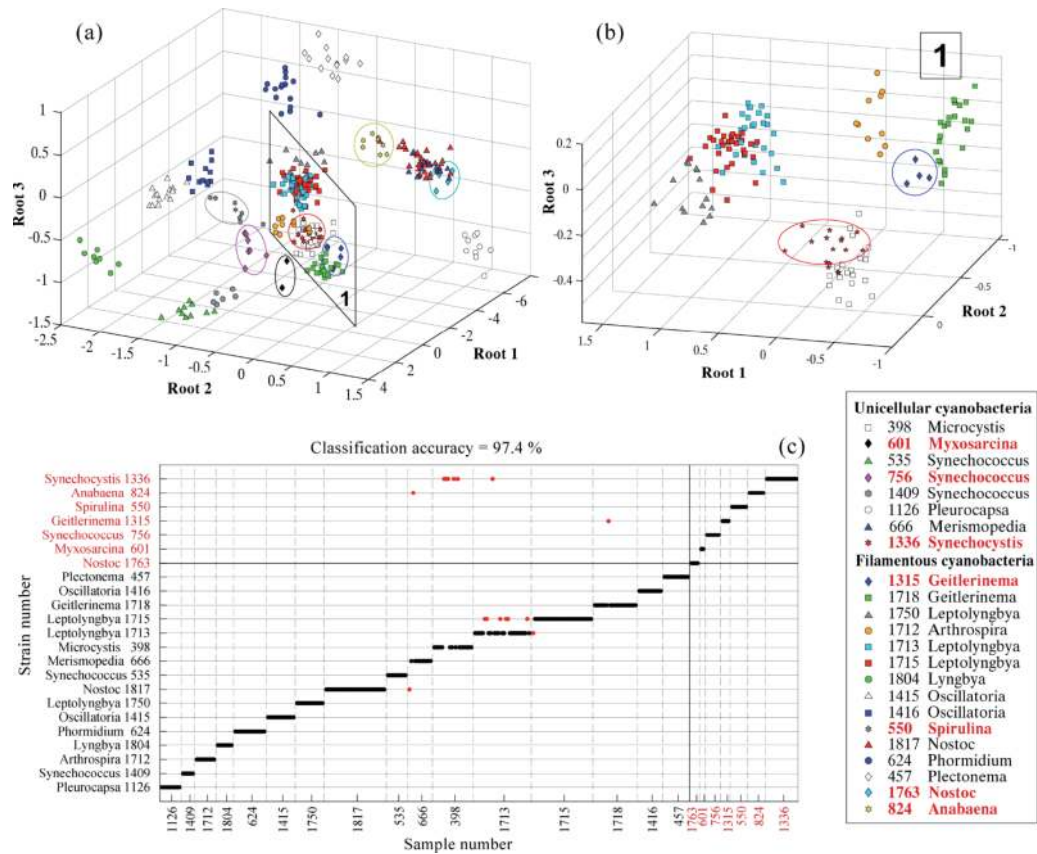 (a)
Root 3
1
0.5
0
-0.5
-1
-1.5
-2.5
-2
-1.5
-1
-0.5
0
0.5
1
1.5
Root 2
4
2
0
-2
-4
-6
Root 1
1
(b)
1
Root 3
0.2
0
-0.2
-0.4
1.5
1
0.5
0
-0.5
-1
Root 1
0
-0.5
-1
Root 2
Classification accuracy = 97.4 %
(c)
Strain number
Synechocystis 1336
Anabaena 824
Spirulina 550
Geitlerinema 1315
Synechococcus 756
Myxosarcina 601
Nostoc 1763
Plectonema 457
Oscillatoria 1416
Geitlerinema 1718
Leptolyngbya 1715
Leptolyngbya 1713
Microcystis 398
Merismopedia 666
Synechococcus 535
Nostoc 1817
Leptolyngbya 1750
Oscillatoria 1415
Phormidium 624
Lyngbya 1804
Arthrospira 1712
Synechococcus 1409
Pleurocapsa 1126
1126 1409 1712 1804 624 1415 1750 1817 535 666 398 1713 1715 1718 1416 457 1763 601 756 1315 550 824 1336
Sample number
Unicellular cyanobacteria
398 Microcystis
601 Myxosarcina
535 Synechococcus
756 Synechococcus
1409 Synechococcus
1126 Pleurocapsa
666 Merismopedia
1336 Synechocystis
Filamentous cyanobacteria
1315 Geitlerinema
1718 Geitlerinema
1750 Leptolyngbya
1712 Arthrospira
1713 Leptolyngbya
1715 Leptolyngbya
1804 Lyngbya
1415 Oscillatoria
1416 Oscillatoria
550 Spirulina
1817 Nostoc
624 Phormidium
457 Plectonema
1763 Nostoc
824 Anabaena